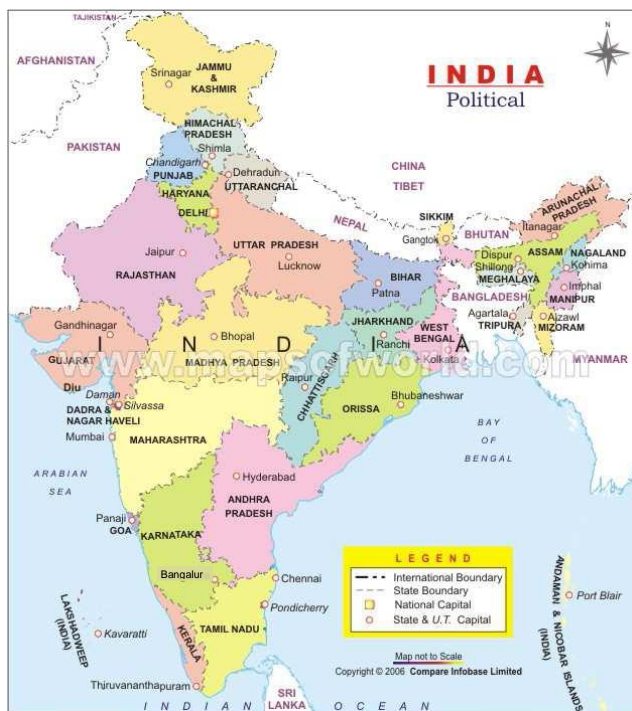 TAJIKISTAN
AFGHANISTAN
PAKISTAN
JAMMU
&
KASHMIR
Srinagar
INDIA
Political
N
HIMACHAL
PRADESH
Shimla
Chandigarh
PUNJAB
Dehradun
UTTARANCHAL
HARYANA
DELHI
CHINA
TIBET
NEPAL
SIKKIM
Gangtok
BHUTAN
ARUNACHAL
PRADESH
Itanagar
ASSAM
Dispur
Shillong
MEGHALAYA
NAGALAND
Kohima
Imphal
MANIPUR
BANGLADESH
Agartala
TRIPURA
Ajzawl
MIZORAM
MYANMAR
Jaipur
RAJASTHAN
UTTAR PRADESH
Lucknow
BIHAR
Patna
JHARKHAND
Ranchi
WEST
BENGAL
Kolkata
Gandhinagar
GUJARAT
I N D I A
Bhopal
MADHYA PRADESH
www.mapsofworld.com
Raipur
CHHATTISGARH
Diu
Daman
Silvassa
DADRA &
NAGAR HAVELI
Mumbai
MAHARASHTRA
ORISSA
Bhubaneshwar
BAY
OF
BENGAL
ARABIAN
SEA
Hyderabad
ANDHRA
PRADESH
Panaji
GOA
KARNATAKA
Bangalur
Chennai
Pondicherry
TAMIL NADU
KERALA
Thiruvananthapuram
LAKSHADWEEP
(INDIA)
Kavaratti
SRI
LANKA
INDIAN OCEAN
Port Blair
ANDAMAN & NICOBAR ISLANDS
(INDIA)
LEGEND
International Boundary
State Boundary
National Capital
State & U.T. Capital
Map not to Scale
Copyright © 2006 Compare Infobase Limited